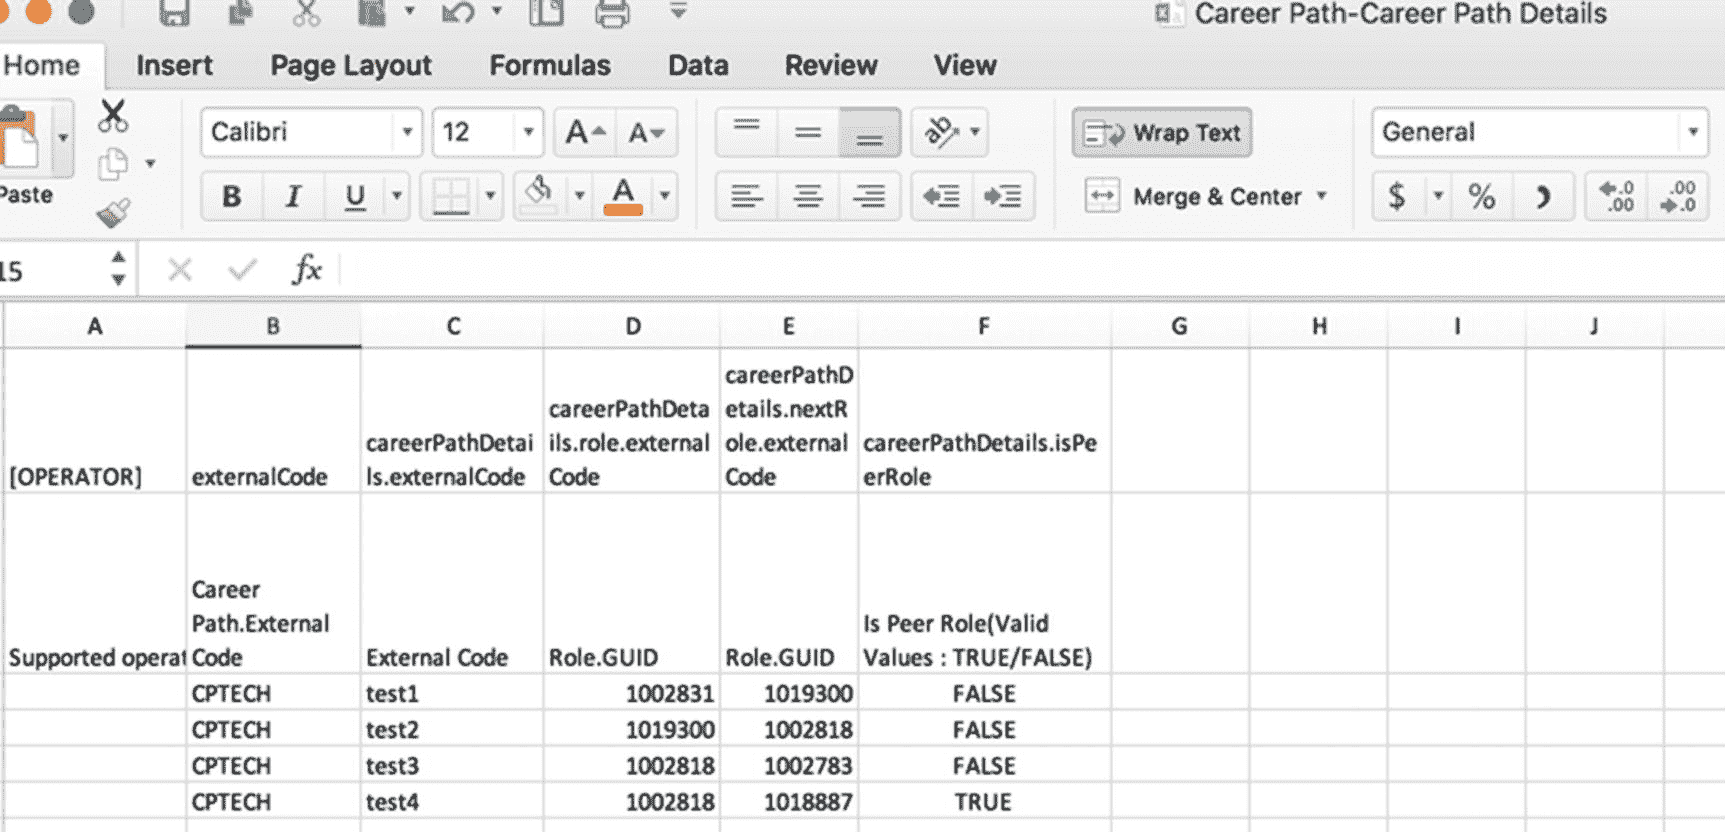 Career Path-Career Path Details
Home Insert Page Layout Formulas Data Review View
Calibri 12 A A Wrap Text General
Paste B I U A Merge & Center $ % .0 .00 .00 .0
15 fx
A B C D E F G H I J
careerPathD
careerPathDeta etails.nextR
careerPathDetai ils.role.external ole.external careerPathDetails.isPe
[OPERATOR] externalCode ls.externalCode Code Code erRole
Career
Path.External Is Peer Role(Valid
Supported operat Code External Code Role.GUID Role.GUID Values : TRUE/FALSE)
CPTECH test1 1002831 1019300 FALSE
CPTECH test2 1019300 1002818 FALSE
CPTECH test3 1002818 1002783 FALSE
CPTECH test4 1002818 1018887 TRUE